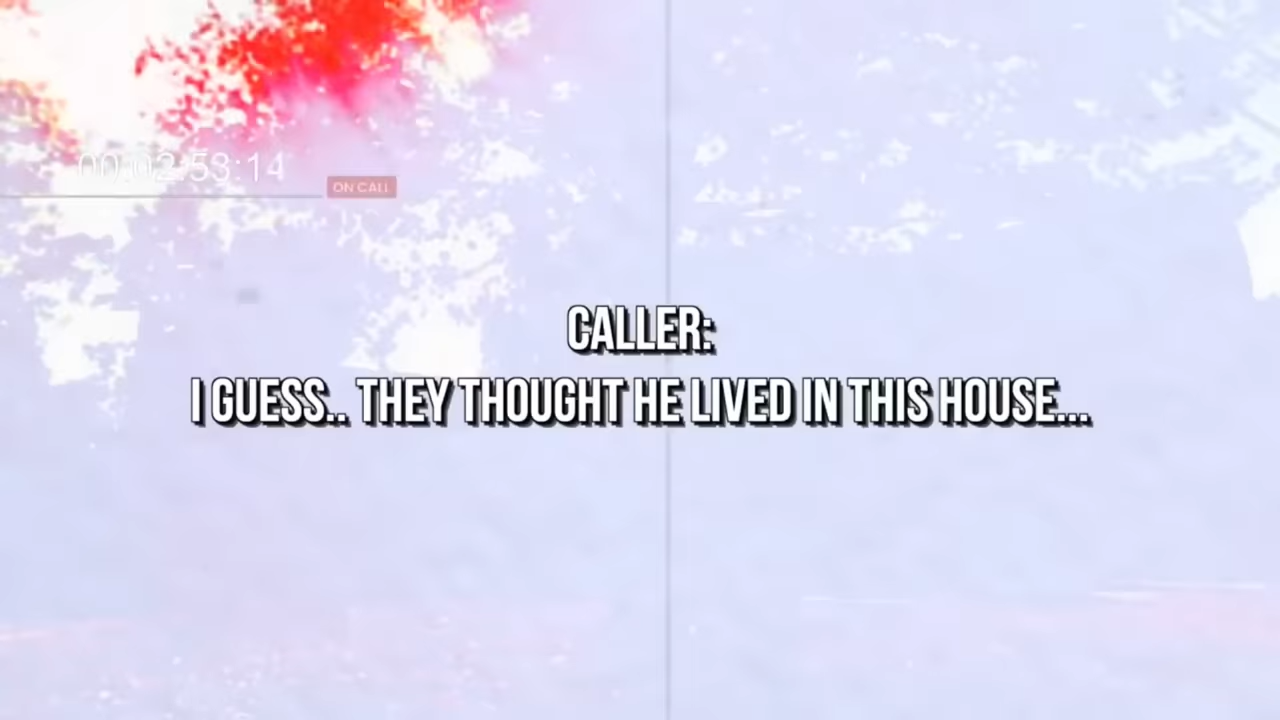 00:02:53:14
ON CALL
CALLER:
I GUESS.. THEY THOUGHT HE LIVED IN THIS HOUSE...